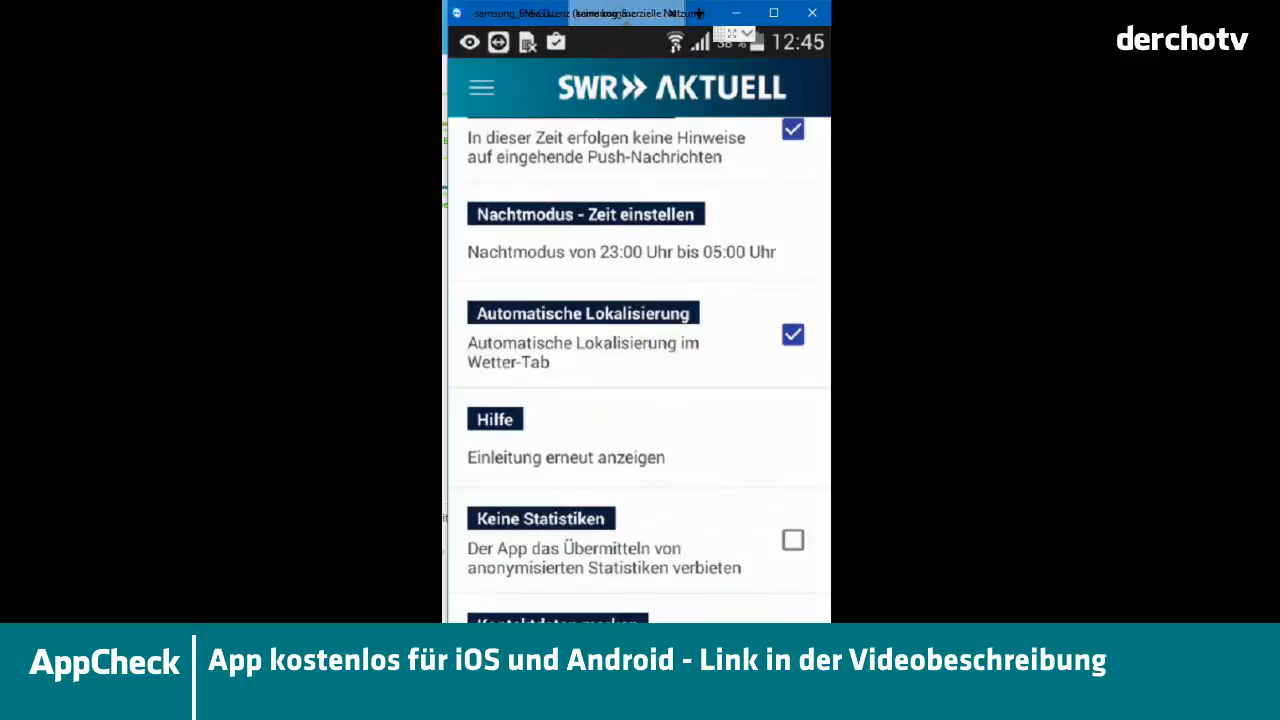 derchotv
12:45
SWR» AKTUELL
In dieser Zeit erfolgen keine Hinweise
auf eingehende Push-Nachrichten
Nachtmodus - Zeit einstellen
Nachtmodus von 23:00 Uhr bis 05:00 Uhr
Automatische Lokalisierung
Automatische Lokalisierung im
Wetter-Tab
Hilfe
Einleitung erneut anzeigen
Keine Statistiken
Der App das Übermitteln von
anonymisierten Statistiken verbieten
AppCheck
App kostenlos für iOS und Android - Link in der Videobeschreibung